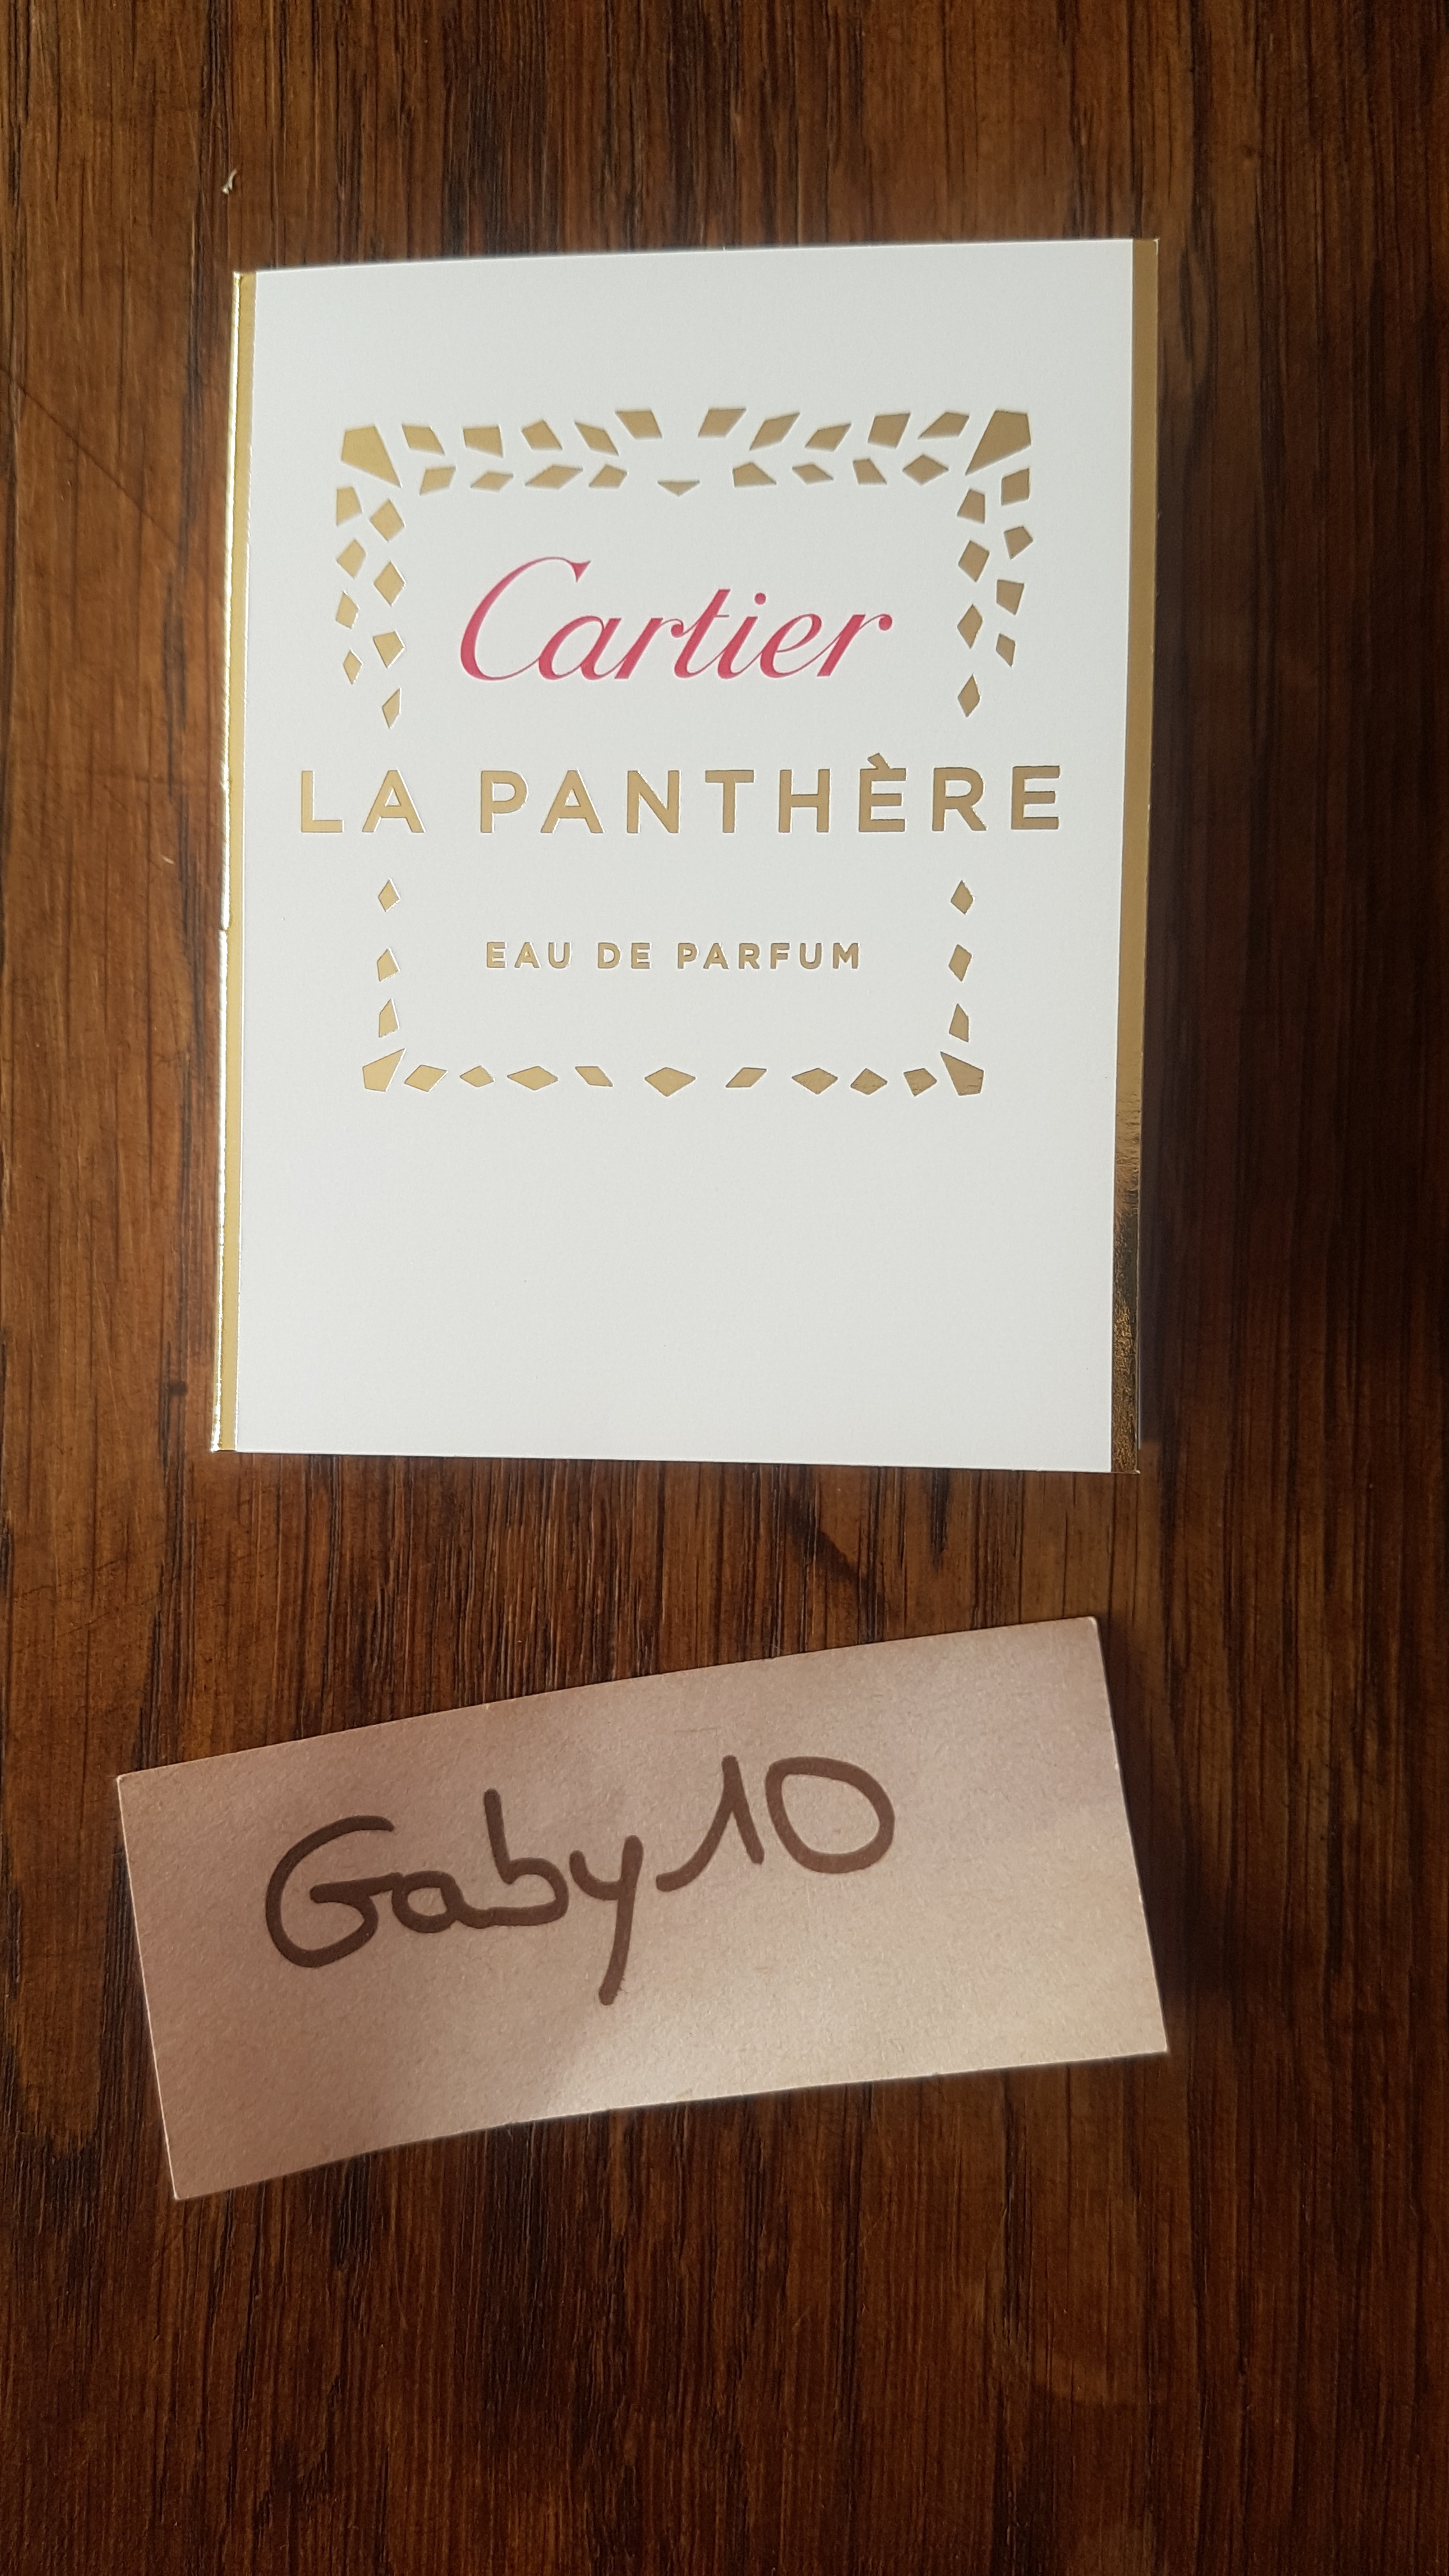 Cartier
LA PANTHÈRE
EAU DE PARFUM
Gaby10